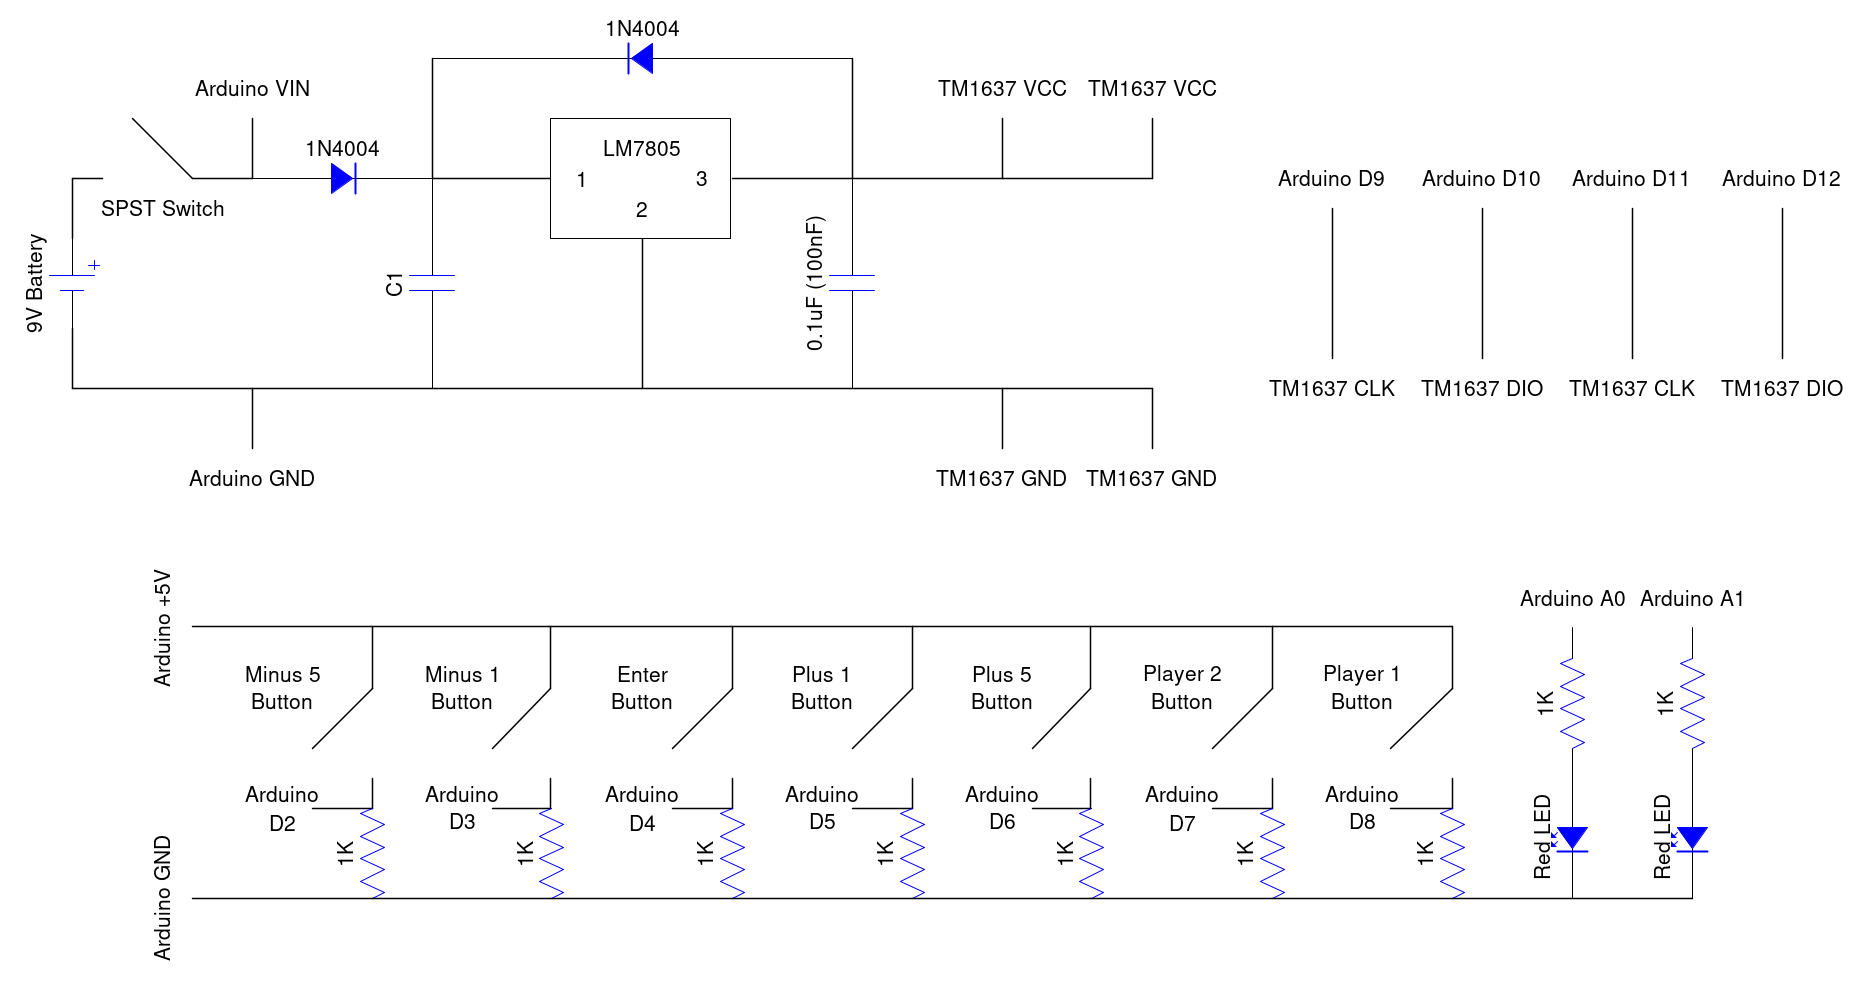 1N4004
Arduino VIN
TM1637 VCC
TM1637 VCC
1N4004
LM7805
1
3
2
SPST Switch
+
9V Battery
C1
0.1uF (100nF)
Arduino D9
Arduino D10
Arduino D11
Arduino D12
TM1637 CLK
TM1637 DIO
TM1637 CLK
TM1637 DIO
Arduino GND
TM1637 GND
TM1637 GND
Arduino +5V
Arduino A0
Arduino A1
Minus 5
Button
Minus 1
Button
Enter
Button
Plus 1
Button
Plus 5
Button
Player 2
Button
Player 1
Button
1K
1K
Arduino
D2
Arduino
D3
Arduino
D4
Arduino
D5
Arduino
D6
Arduino
D7
Arduino
D8
1K
1K
1K
1K
1K
1K
1K
Red LED
Red LED
Arduino GND